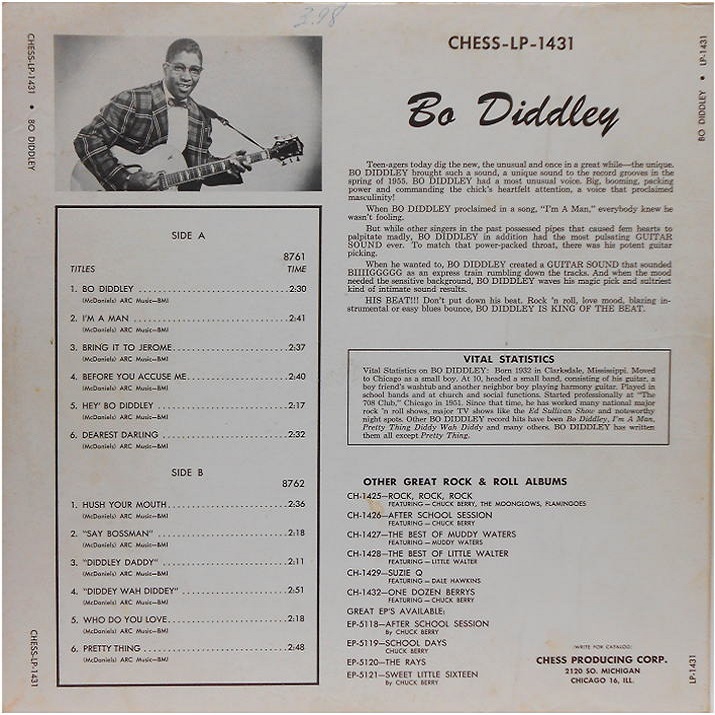 3.98
CHESS-LP-1431 • BO DIDDLEY
CHESS-LP-1431
Bo Diddley
Teen-agers today dig the new, the unusual and once in a great while—the unique.
BO DIDDLEY brought such a sound, a unique sound to the record grooves in the
spring of 1955. BO DIDDLEY had a most unusual voice. Big, booming, packing
power and commanding the chick's heartfelt attention, a voice that proclaimed
masculinity!
When BO DIDDLEY proclaimed in a song, "I'm A Man," everybody knew he
wasn't fooling.
But while other singers in the past possessed pipes that caused fem hearts to
palpitate madly, BO DIDDLEY in addition had the most pulsating GUITAR
SOUND ever. To match that power-packed throat, there was his potent guitar
picking.
When he wanted to, BO DIDDLEY created a GUITAR SOUND that sounded
BIIIIGGGGG as an express train rumbling down the tracks. And when the mood
needed the sensitive background, BO DIDDLEY waves his magic pick and sultriest
kind of intimate sound results.
HIS BEAT!!! Don't put down his beat. Rock 'n roll, love mood, blazing in-
strumental or easy blues bounce, BO DIDDLEY IS KING OF THE BEAT.
SIDE A
8761
TITLES TIME
1. BO DIDDLEY 2:30
(McDaniels) ARC Music—BMI
2. I'M A MAN 2:41
(McDaniels) ARC Music—BMI
3. BRING IT TO JEROME 2:37
(McDaniels) ARC Music—BMI
4. BEFORE YOU ACCUSE ME 2:40
(McDaniels) ARC Music—BMI
5. HEY' BO DIDDLEY 2:17
(McDaniels) ARC Music—BMI
6. DEAREST DARLING 2:32
(McDaniels) ARC Music—BMI
SIDE B
8762
1. HUSH YOUR MOUTH 2:36
(McDaniels) ARC Music—BMI
2. "SAY BOSSMAN" 2:18
(McDaniels) ARC Music—BMI
3. "DIDDLEY DADDY" 2:11
(McDaniels) ARC Music—BMI
4. "DIDDEY WAH DIDDEY" 2:51
(McDaniels) ARC Music—BMI
5. WHO DO YOU LOVE 2:18
(McDaniels) ARC Music—BMI
6. PRETTY THING 2:48
(McDaniels) ARC Music—BMI
VITAL STATISTICS
Vital Statistics on BO DIDDLEY: Born 1932 in Clarksdale, Mississippi. Moved
to Chicago as a small boy. At 10, headed a small band, consisting of his guitar, a
boy friend's washtub and another neighbor boy playing harmony guitar. Played in
school bands and at church and social functions. Started professionally at "The
708 Club," Chicago in 1951. Since that time, he has worked many national major
rock 'n roll shows, major TV shows like the Ed Sullivan Show and noteworthy
night spots. Other BO DIDDLEY record hits have been Bo Diddley, I'm A Man,
Pretty Thing Diddy Wah Diddy and many others. BO DIDDLEY has written
them all except Pretty Thing.
OTHER GREAT ROCK & ROLL ALBUMS
CH-1425—ROCK, ROCK, ROCK
FEATURING — CHUCK BERRY, THE MOONGLOWS, FLAMINGOES
CH-1426—AFTER SCHOOL SESSION
FEATURING — CHUCK BERRY
CH-1427—THE BEST OF MUDDY WATERS
FEATURING — MUDDY WATERS
CH-1428—THE BEST OF LITTLE WALTER
FEATURING — LITTLE WALTER
CH-1429—SUZIE Q
FEATURING — DALE HAWKINS
CH-1432—ONE DOZEN BERRYS
FEATURING — CHUCK BERRY
GREAT EP'S AVAILABLE:
EP-5118—AFTER SCHOOL SESSION
By CHUCK BERRY
EP-5119—SCHOOL DAYS
CHUCK BERRY
EP-5120—THE RAYS
EP-5121—SWEET LITTLE SIXTEEN
By CHUCK BERRY
(WRITE FOR CATALOG)
CHESS PRODUCING CORP.
2120 SO. MICHIGAN
CHICAGO 16, ILL.
CHESS-LP-1431
BO DIDDLEY • LP-1431
LP-1431